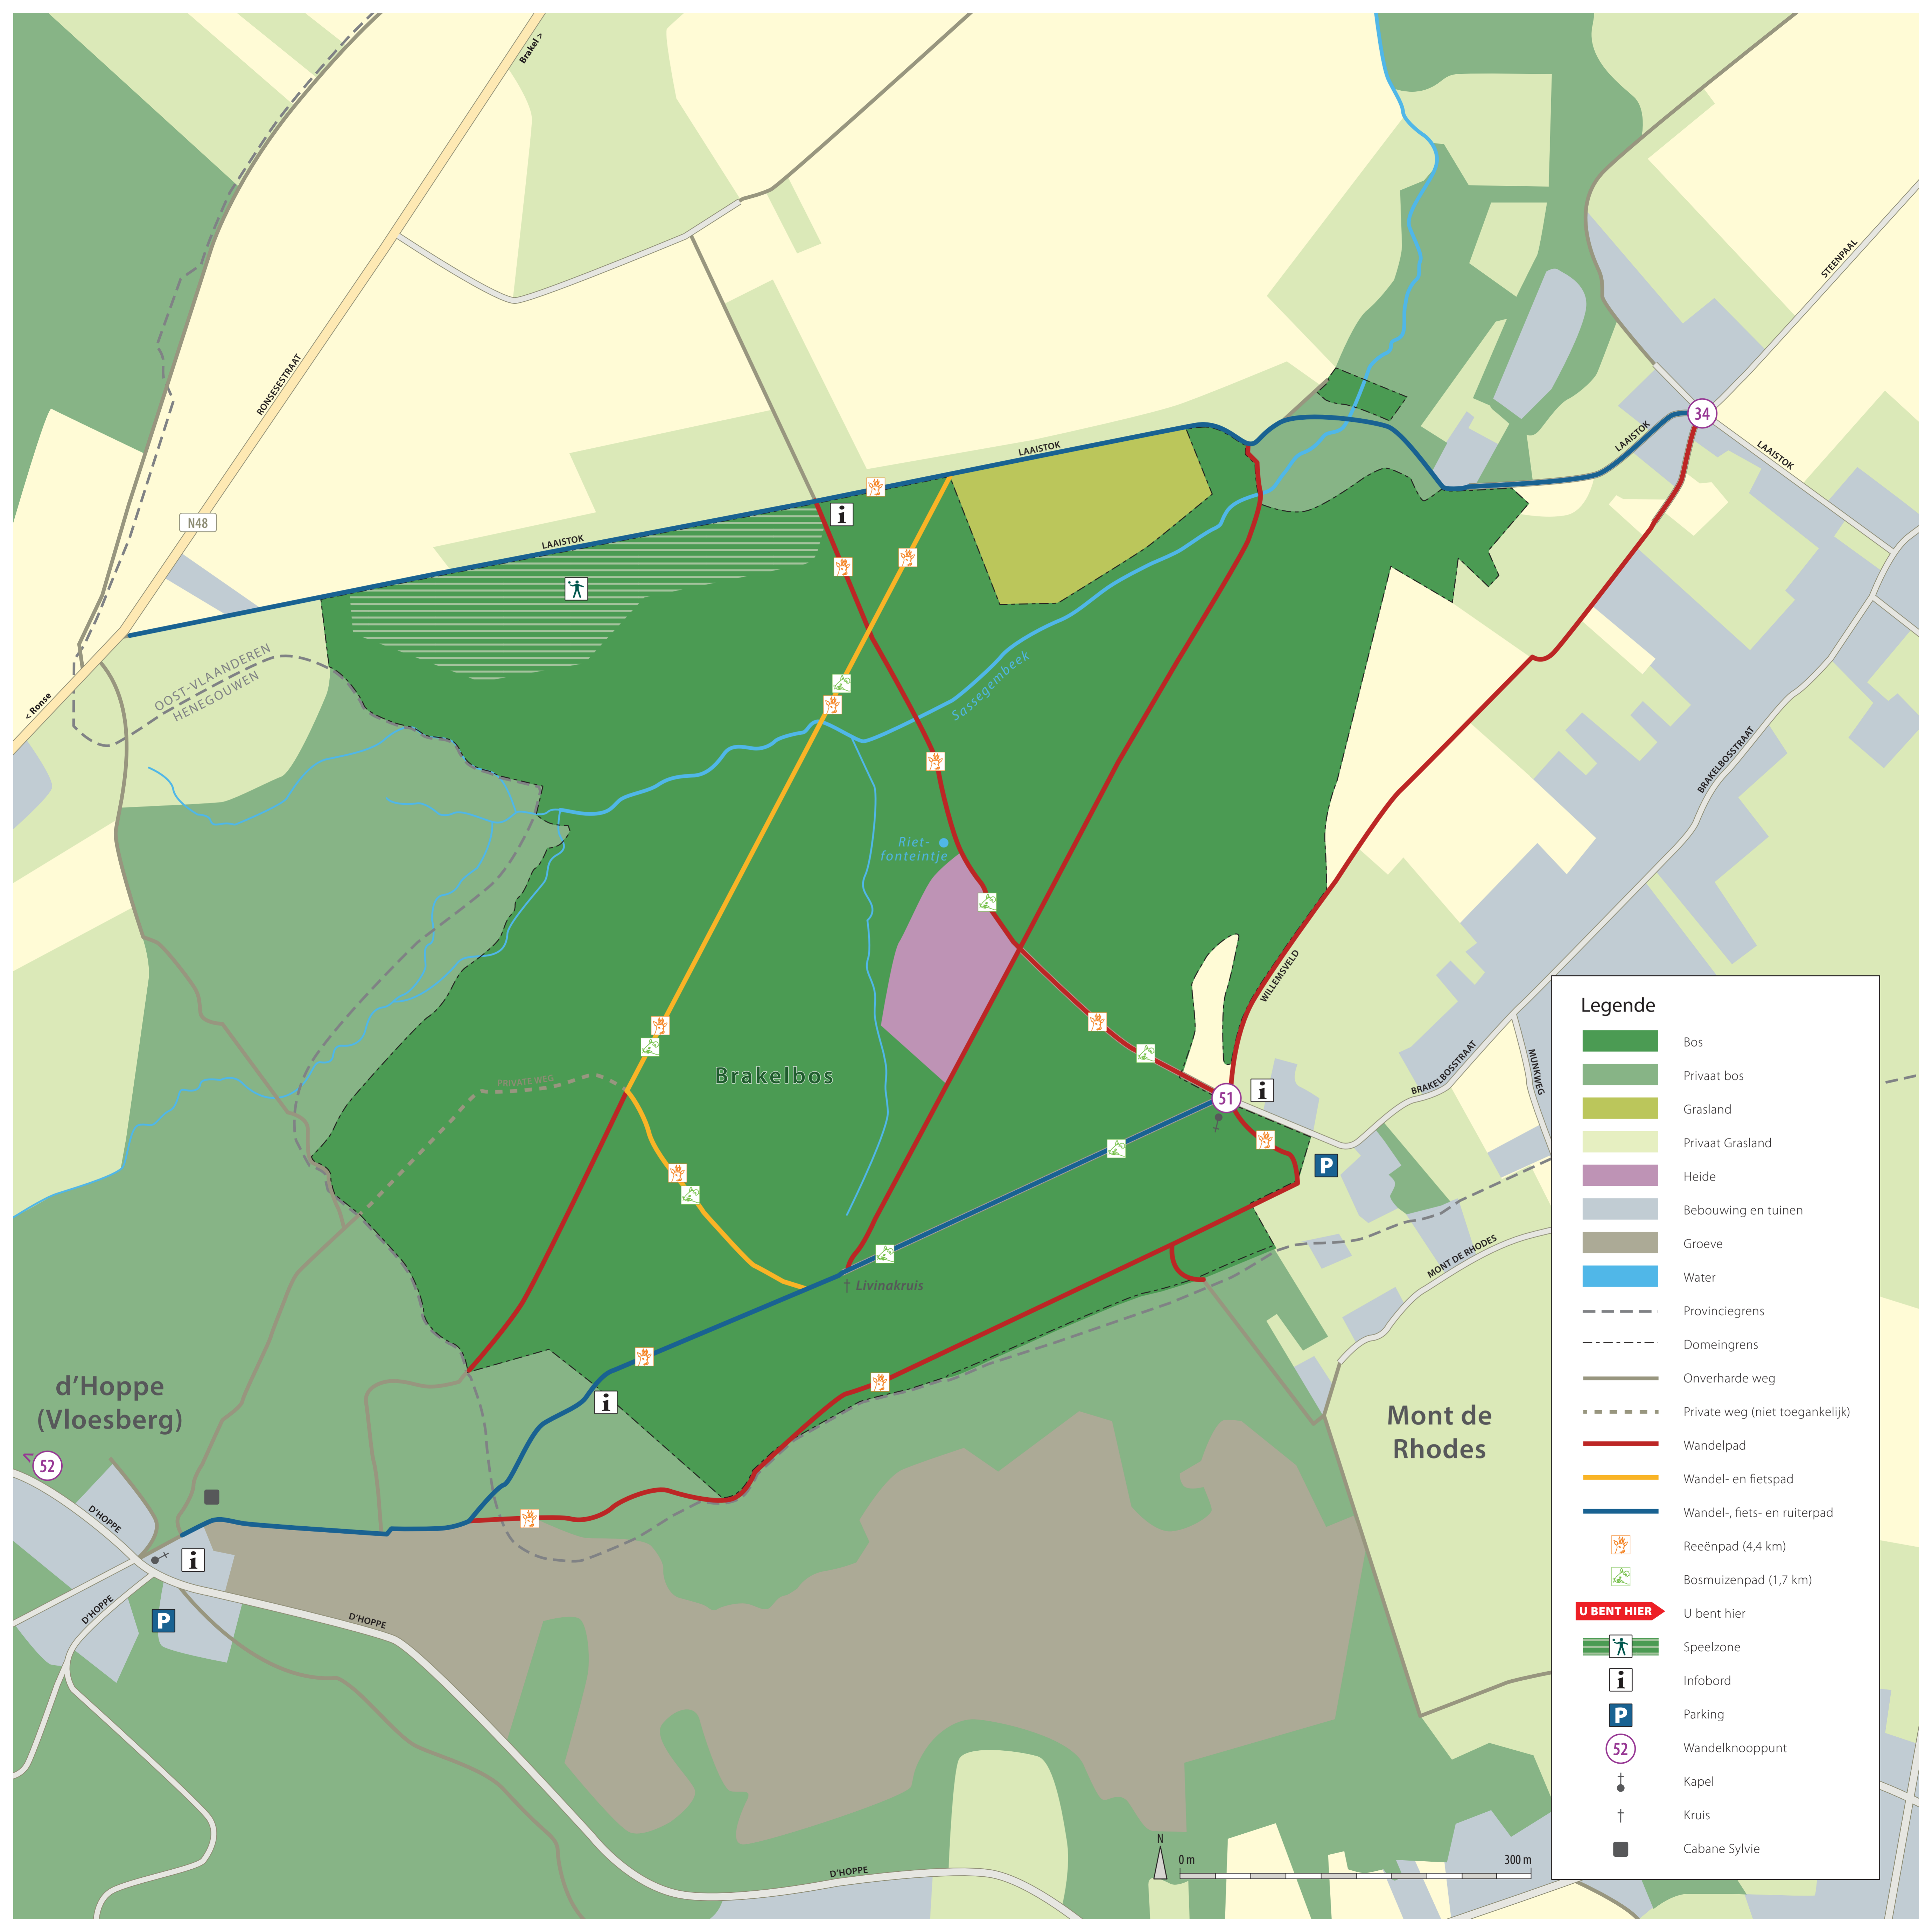 Brakel >
RONSESTRAAT
STEENPAAL
34
LAAISTOK
LAAISTOK
LAAISTOK
N48
LAAISTOK
i
OOST-VLAANDEREN
HENEGOUWEN
< Ronse
Sassegembeek
BRAKELBOSSTRAAT
Riet-
fonteintje
WILLEMSVELD
Brakelbos
PRIVATE WEG
51
i
BRAKELBOSSTRAAT
MUNKWEG
P
MONT DE RHODES
† Livinakruis
d'Hoppe
(Vloesberg)
i
Mont de
Rhodes
52
D'HOPPE
i
D'HOPPE
P
D'HOPPE
D'HOPPE
N
0 m
300 m
Legende
Bos
Privaat bos
Grasland
Privaat Grasland
Heide
Bebouwing en tuinen
Groeve
Water
Provinciegrens
Domeingrens
Onverharde weg
Private weg (niet toegankelijk)
Wandelpad
Wandel- en fietspad
Wandel-, fiets- en ruiterpad
Reeënpad (4,4 km)
Bosmuizenpad (1,7 km)
U BENT HIER U bent hier
Speelzone
i Infobord
P Parking
52 Wandelknooppunt
Kapel
† Kruis
Cabane Sylvie